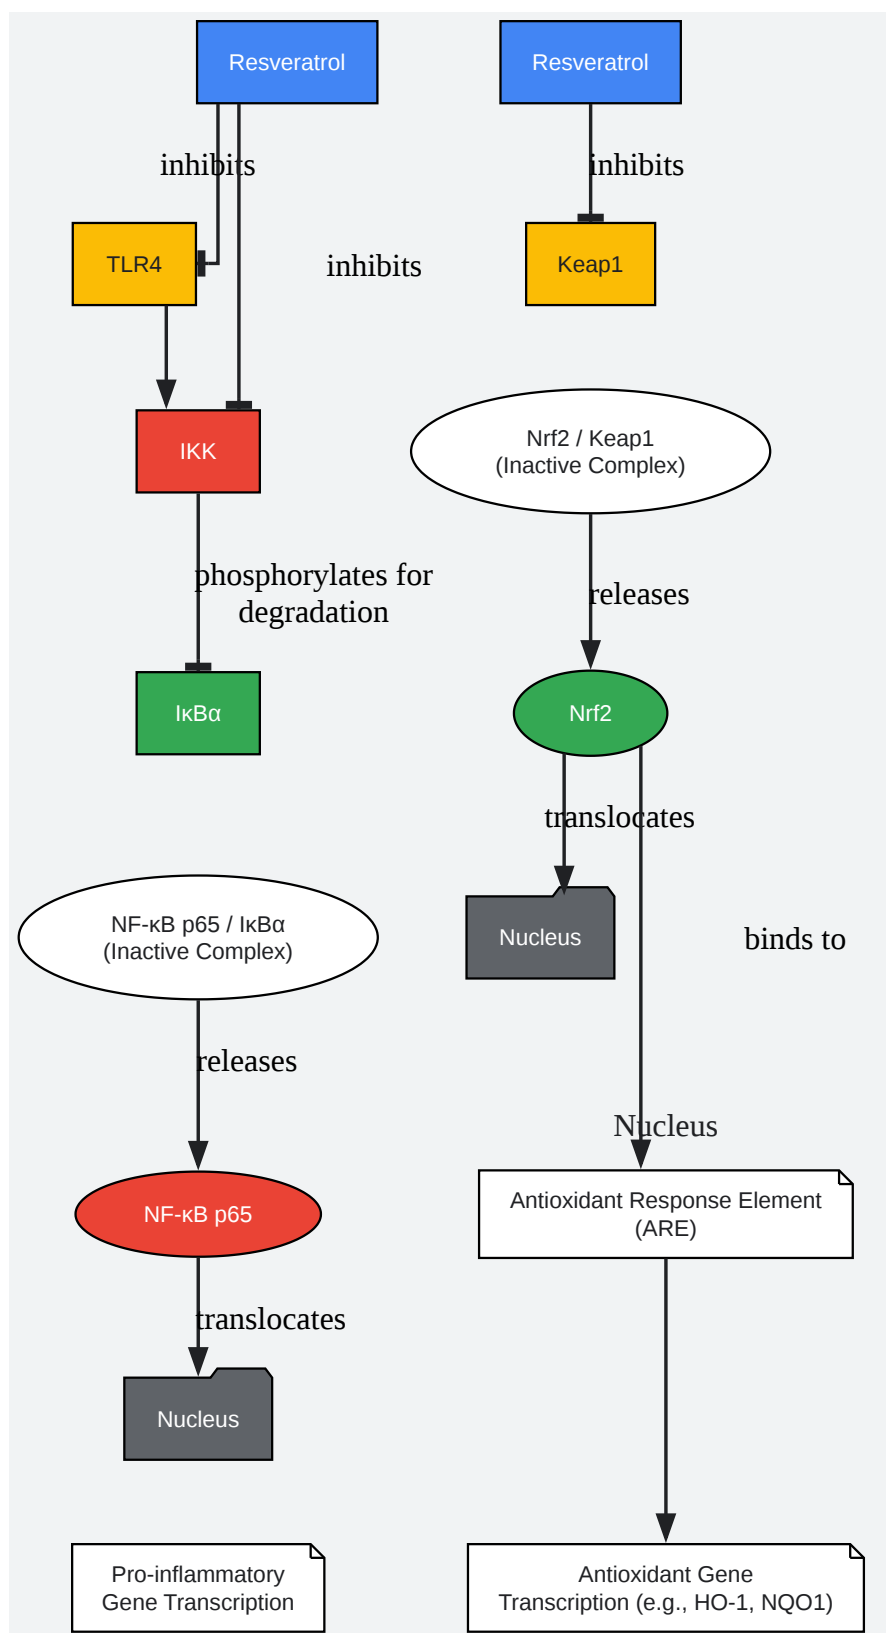 Resveratrol
inhibits
TLR4
inhibits
IKK
phosphorylates for
degradation
IκBα
NF-κB p65 / IκBα
(Inactive Complex)
releases
NF-κB p65
translocates
Nucleus
Pro-inflammatory
Gene Transcription
Resveratrol
inhibits
Keap1
Nrf2 / Keap1
(Inactive Complex)
releases
Nrf2
translocates
Nucleus
binds to
Nucleus
Antioxidant Response Element
(ARE)
Antioxidant Gene
Transcription (e.g., HO-1, NQO1)